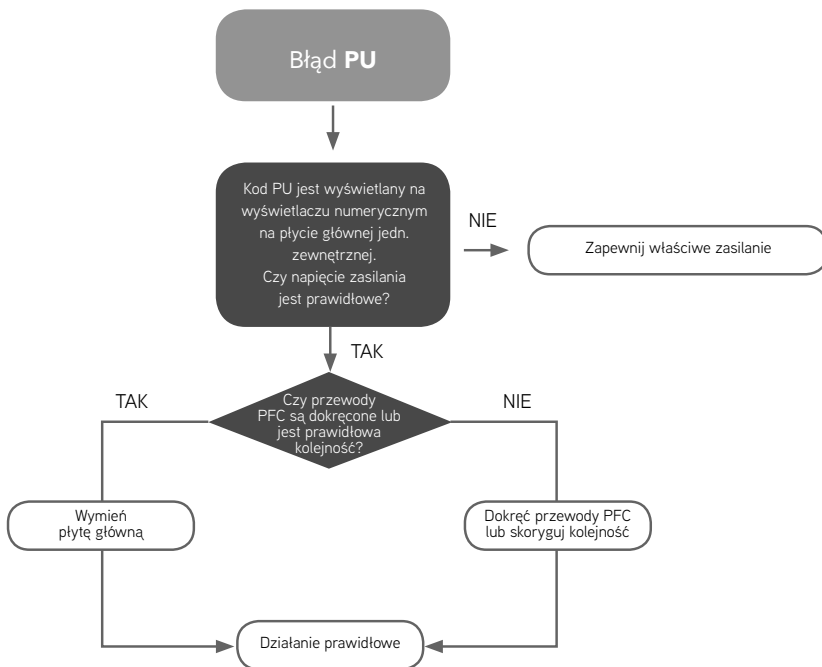 Błąd PU
Kod PU jest wyświetlany na
wyświetlaczu numerycznym
na płycie głównej jedn.
zewnętrznej.
Czy napięcie zasilania
jest prawidłowe?
NIE
Zapewnij właściwe zasilanie
TAK
Czy przewody
PFC są dokręcone lub
jest prawidłowa
kolejność?
TAK
NIE
Wymień
płytę główną
Dokręć przewody PFC
lub skoryguj kolejność
Działanie prawidłowe